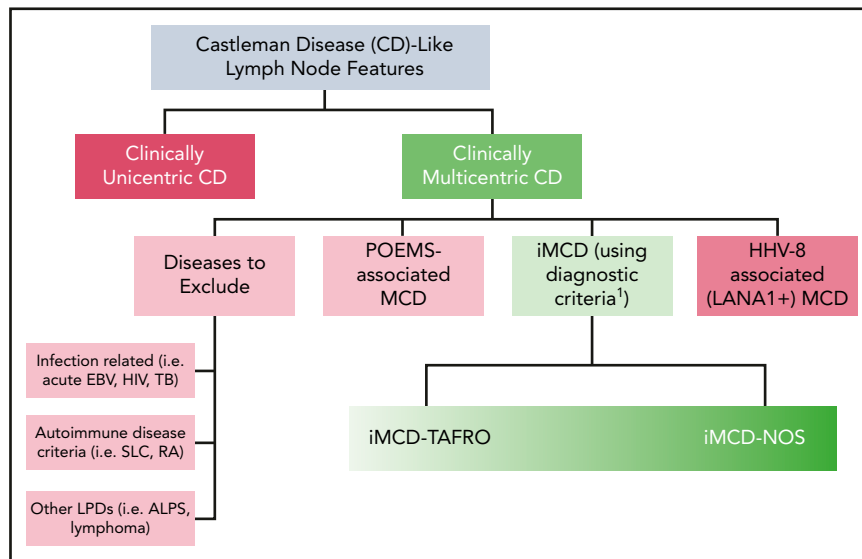 Castleman Disease (CD)-Like
Lymph Node Features
Clinically
Unicentric CD
Clinically
Multicentric CD
Diseases to
Exclude
POEMS-
associated
MCD
iMCD (using
diagnostic
criteria¹)
HHV-8
associated
(LANA1+) MCD
Infection related (i.e.
acute EBV, HIV, TB)
Autoimmune disease
criteria (i.e. SLC, RA)
Other LPDs (i.e. ALPS,
lymphoma)
iMCD-TAFRO
iMCD-NOS